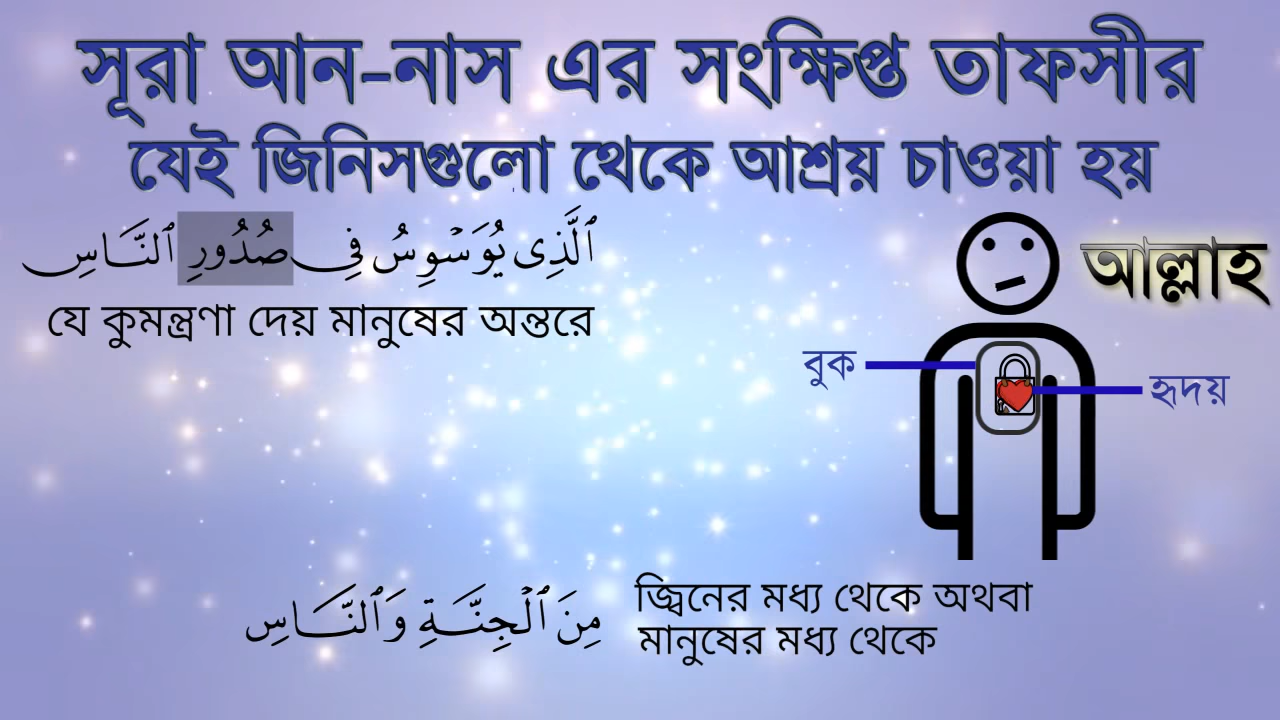 সূরা আন-নাস এর সংক্ষিপ্ত তাফসীর
যেই জিনিসগুলো থেকে আশ্রয় চাওয়া হয়
ٱلَّذِى يُوَسْوِسُ فِى صُدُورِ ٱلنَّاسِ
যে কুমন্ত্রণা দেয় মানুষের অন্তরে
আল্লাহ
বুক
হৃদয়
مِنَ ٱلْجِنَّةِ وَٱلنَّاسِ
জ্বিনের মধ্য থেকে অথবা
মানুষের মধ্য থেকে